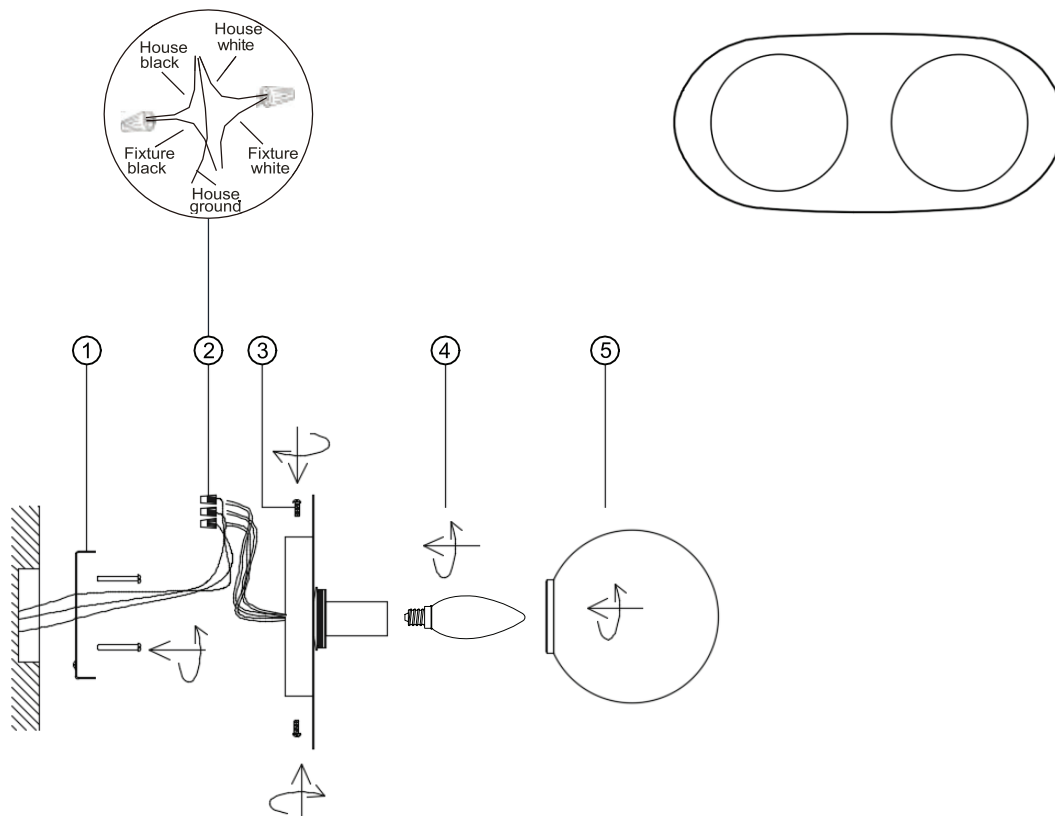 House
white
House
black
Fixture
black
Fixture
white
House
ground
1
2
3
4
5